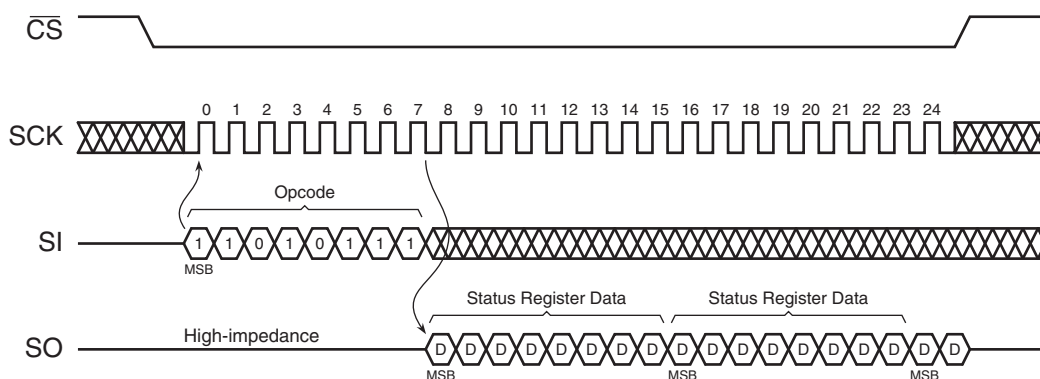 CS
0 1 2 3 4 5 6 7 8 9 10 11 12 13 14 15 16 17 18 19 20 21 22 23 24
SCK
Opcode
SI 1 1 0 1 0 1 1 1
MSB
Status Register Data Status Register Data
High-impedance
SO D D D D D D D D D D D D D D D D D D
MSB MSB MSB